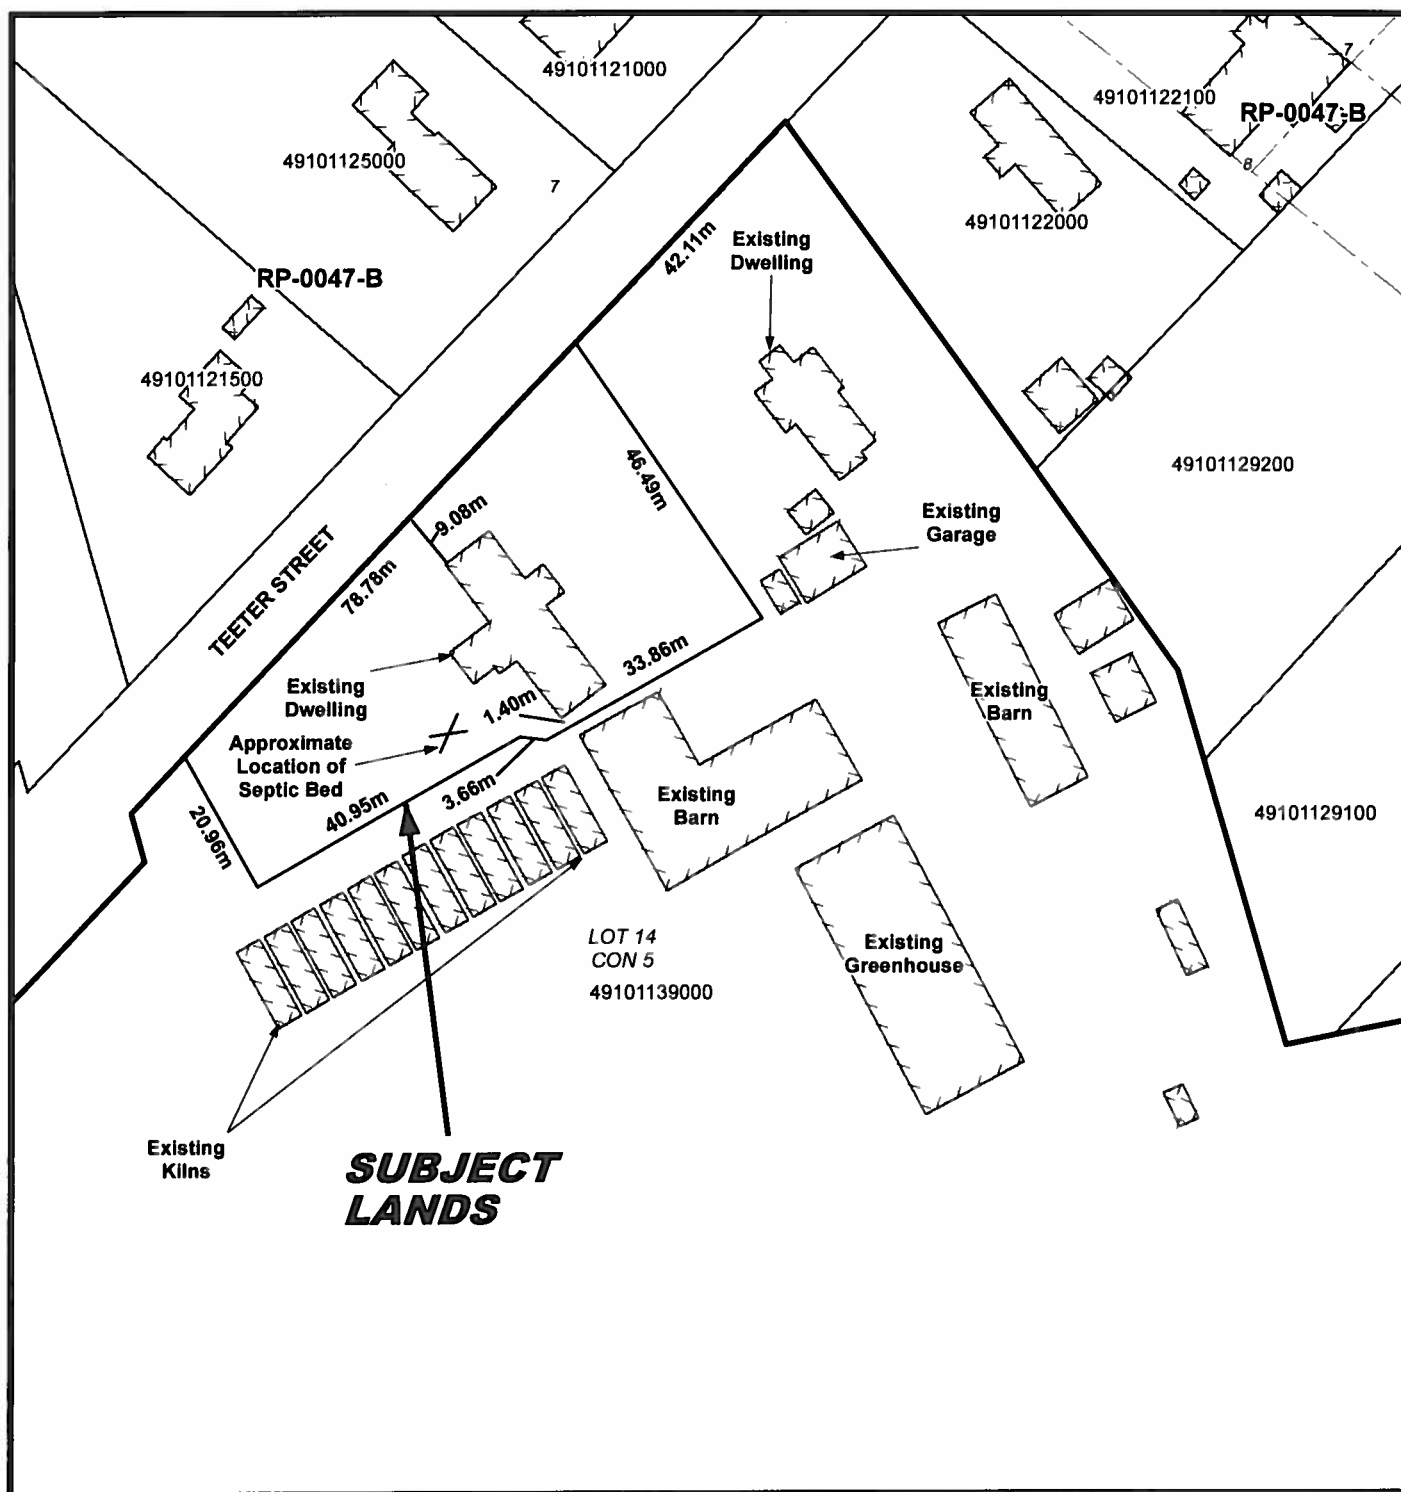 49101121000
7
49101122100
RP-0047-B
49101125000
7
8
49101122000
42.11m
Existing
Dwelling
RP-0047-B
49101121500
46.49m
49101129200
9.08m
Existing
Garage
TEETER STREET
78.78m
33.86m
Existing
Dwelling
1.40m
Existing
Barn
Approximate
Location of
Septic Bed
3.66m
40.95m
20.96m
Existing
Barn
49101129100
LOT 14
CON 5
49101139000
Existing
Greenhouse
Existing
Kilns
SUBJECT
LANDS